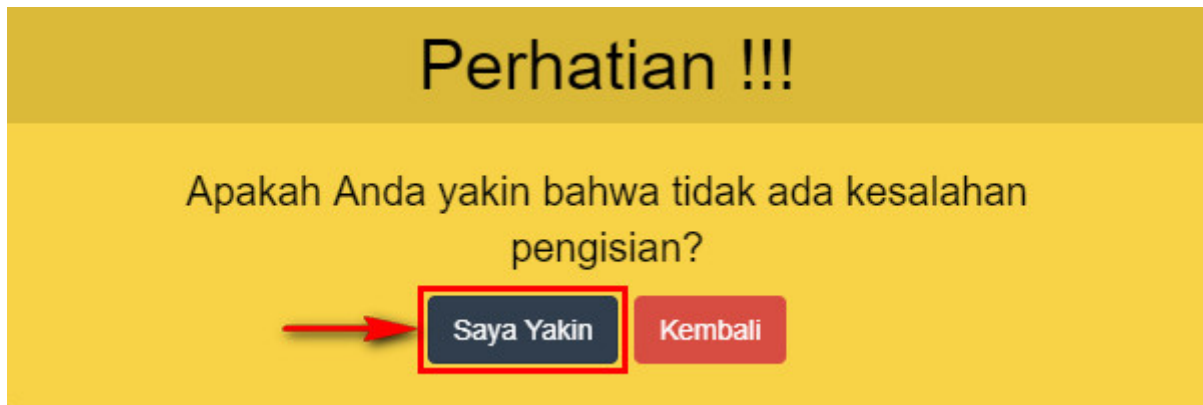 Perhatian !!!
Apakah Anda yakin bahwa tidak ada kesalahan
pengisian?
Saya Yakin Kembali